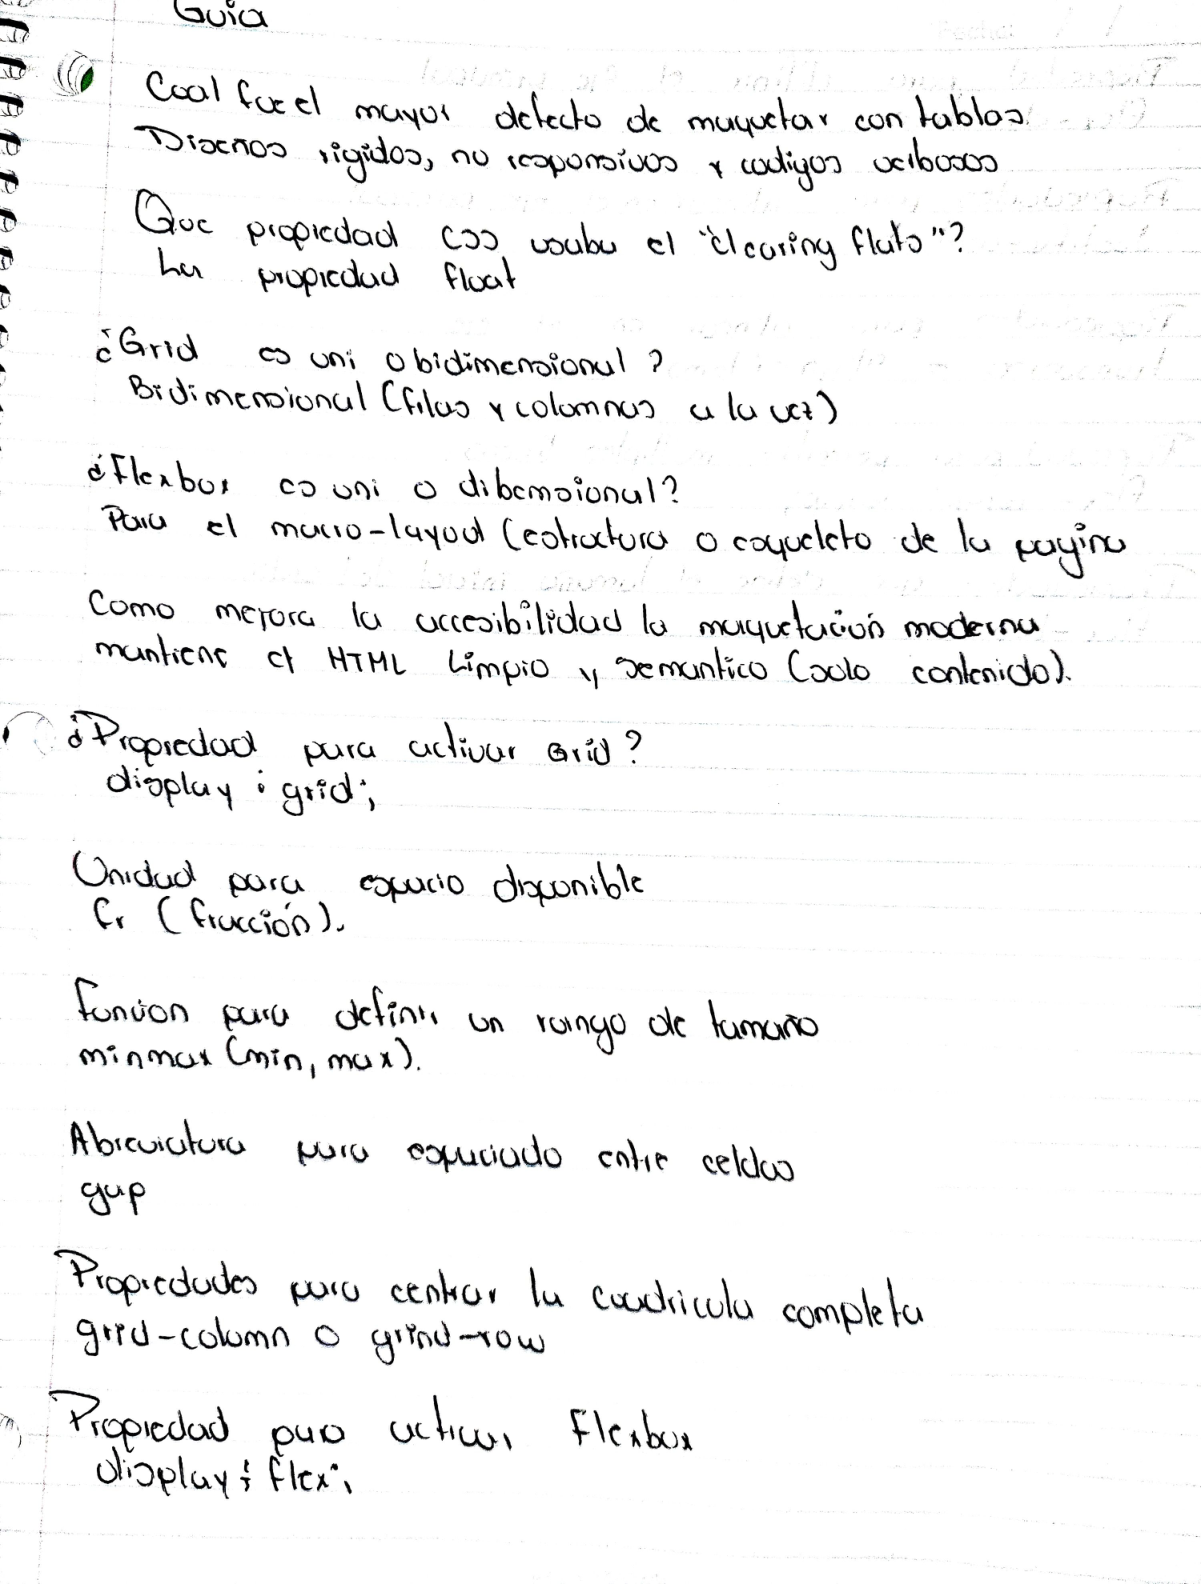 Guia
Cual fue el mayor defecto de maquetar con tablas
Diseños rigidos, no responsivos y codigos verbosos
Que propiedad CSS usaba el "clearing fluto"?
La propiedad float
¿Grid es uni o bidimensional?
Bidimensional (filas y columnas a la vez)
¿Flexbox es uni o dibemsional?
Para el macro-layout (estructura o esqueleto de la pagina
Como mejora la accesibilidad la maquetación moderna
mantiene el HTML Limpio y semantico (solo contenido).
¿Propiedad para activar Grid?
display : grid;
Unidad para espacio disponible
fr (fracción).
Funcion para definir un rango de tamaño
minmax (min, max).
Abreviatura para espaciado entre celdas
gap
Propiedades para centrar la cuadricula completa
grid-column o grind-row
Propiedad para activar Flexbox
display : flex;